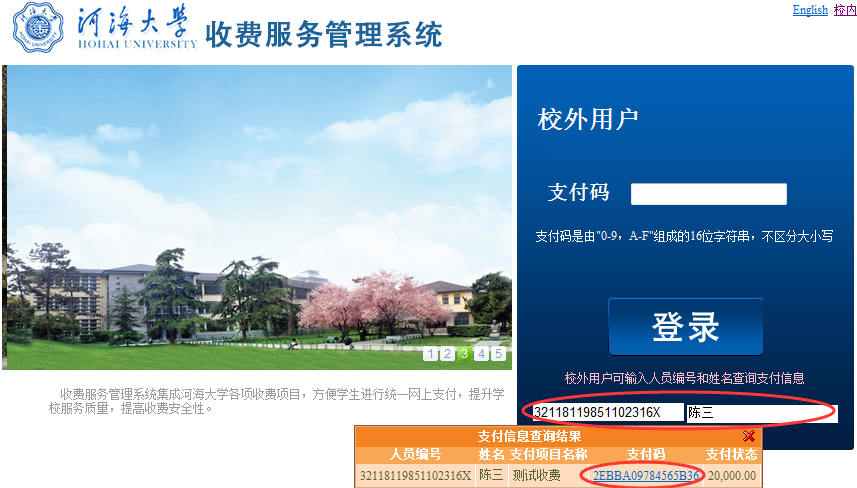 河海大学
HOHAI UNIVERSITY
收费服务管理系统
English 校内
校外用户
支付码
支付码是由"0-9，A-F"组成的16位字符串，不区分大小写
登录
1 2 3 4 5
校外用户可输入人员编号和姓名查询支付信息
收费服务管理系统集成河海大学各项收费项目，方便学生进行统一网上支付，提升学
校服务质量，提高收费安全性。
32118119851102316X 陈三
支付信息查询结果
人员编号 姓名 支付项目名称 支付码 支付状态
32118119851102316X 陈三 测试收费 2EBBA09784565B36 20,000.00